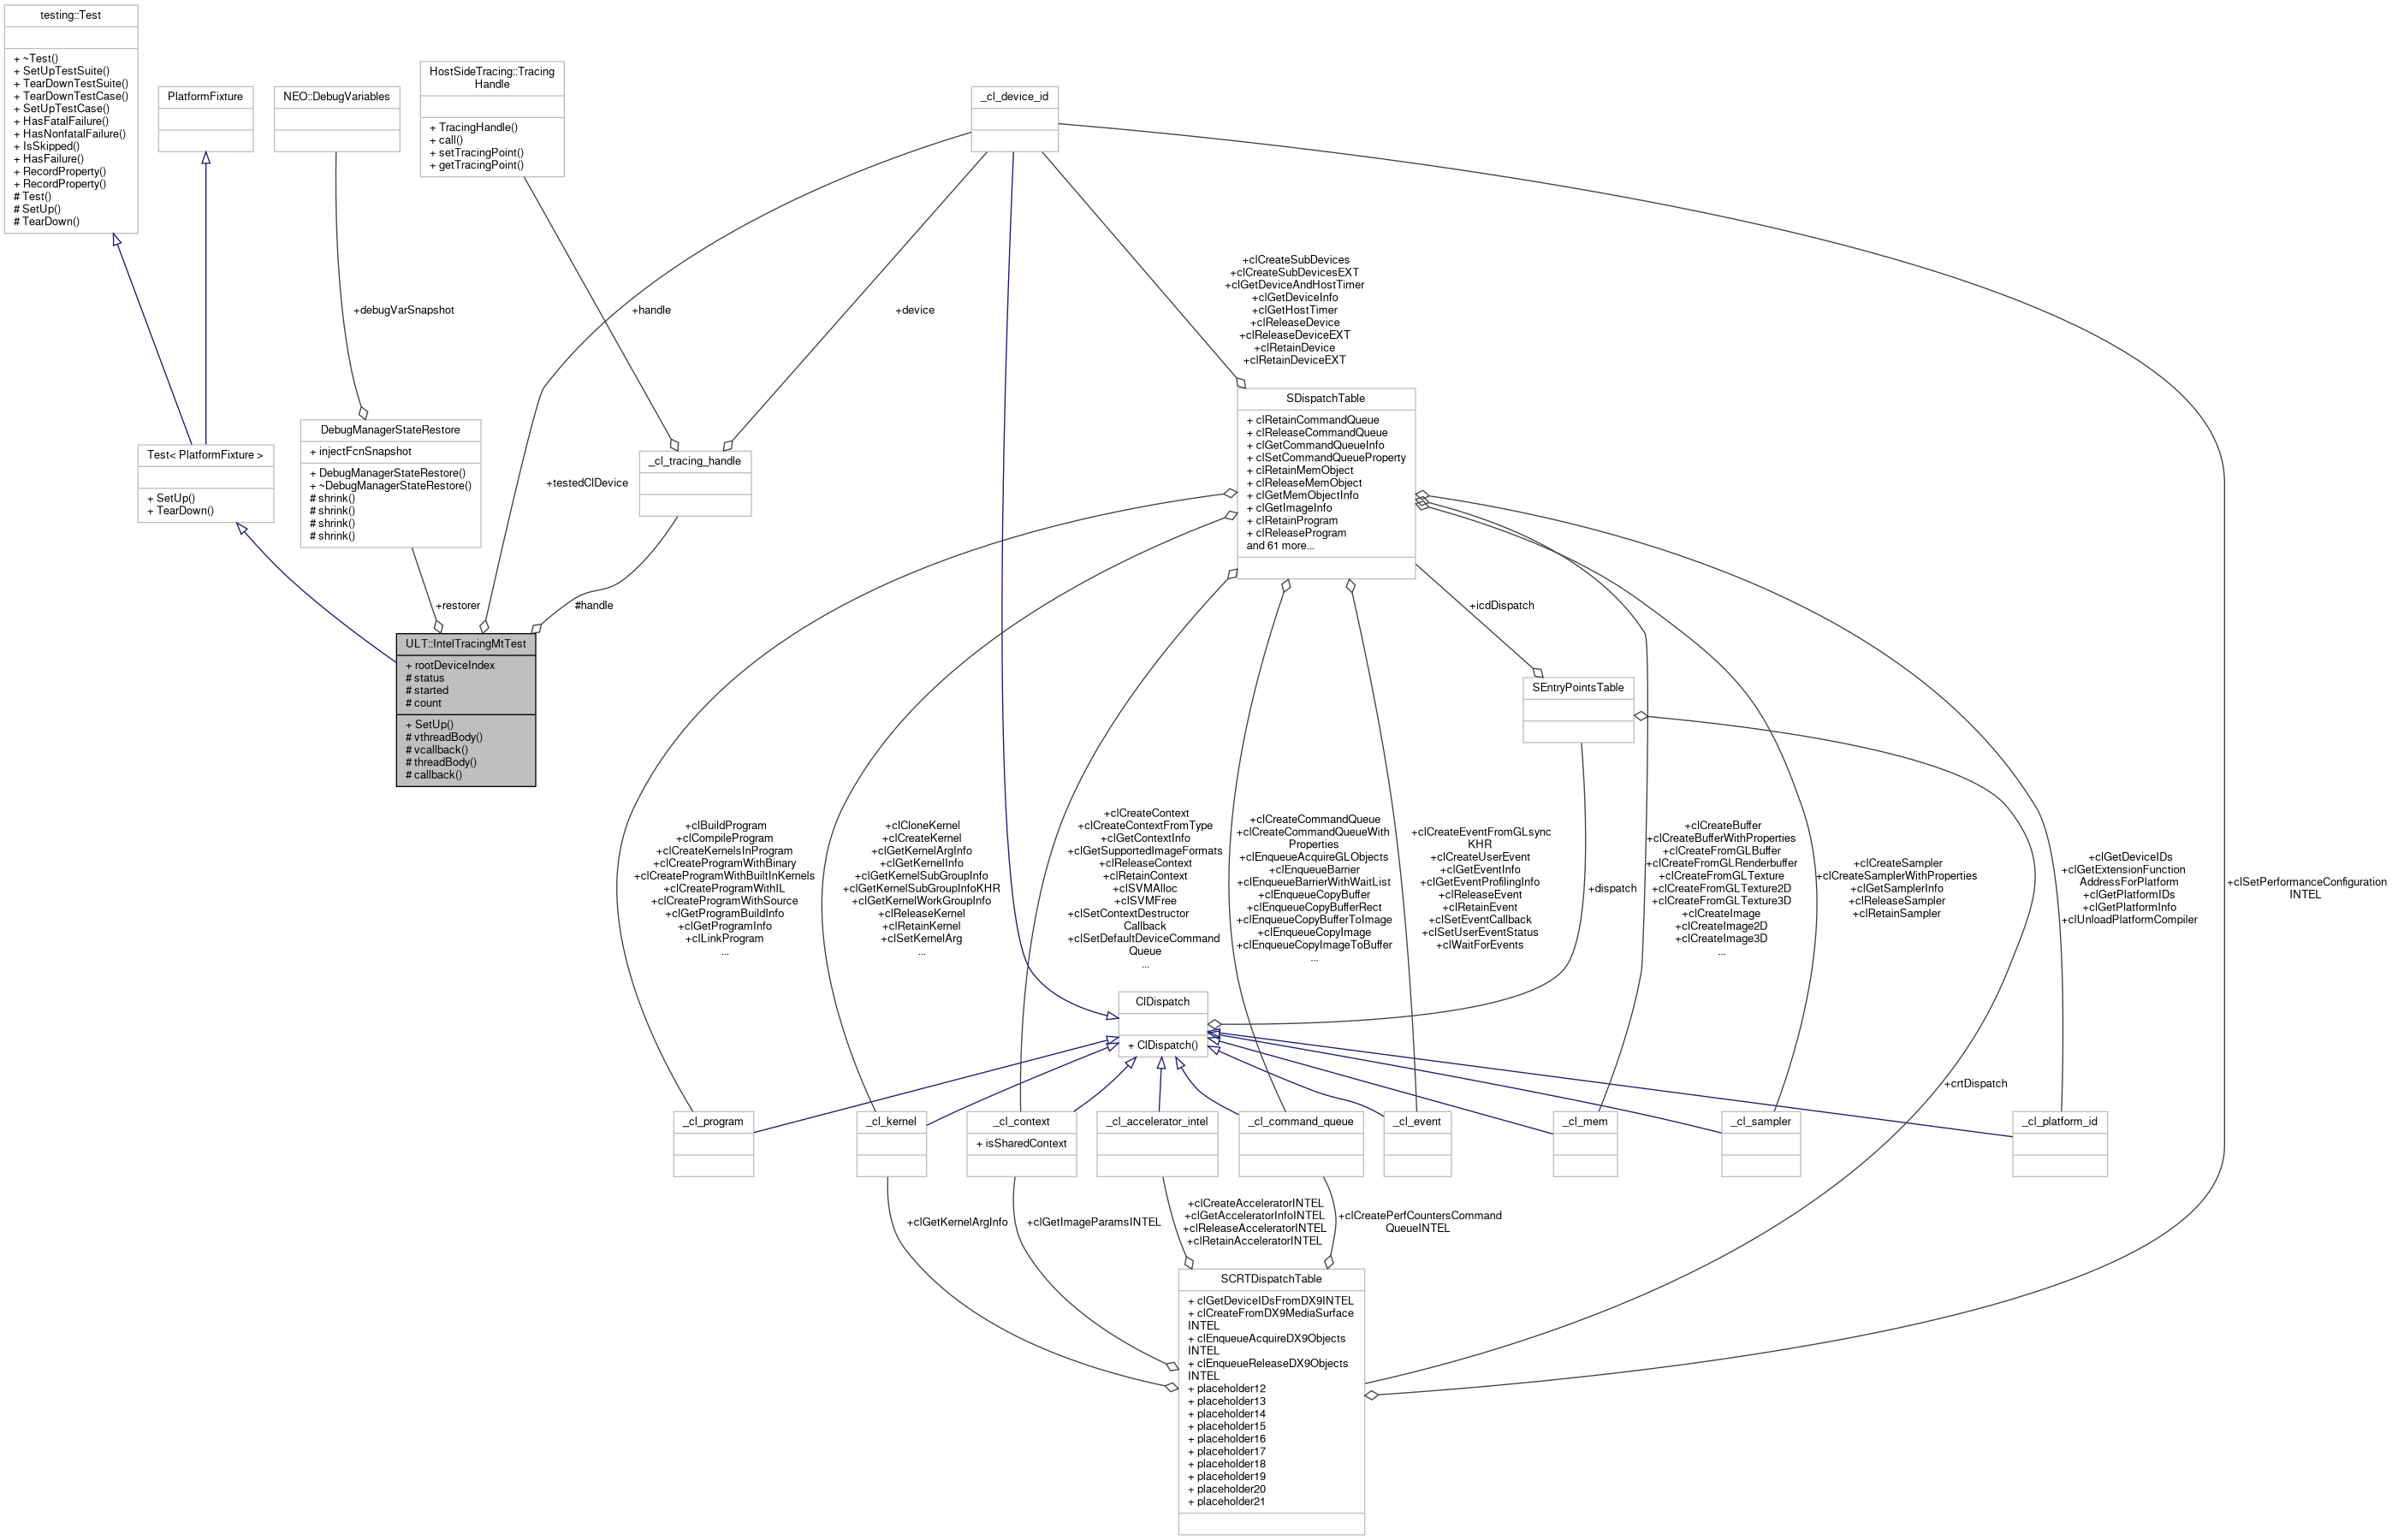 testing::Test
+ ~Test()
+ SetUpTestSuite()
+ TearDownTestSuite()
+ TearDownTestCase()
+ SetUpTestCase()
+ HasFatalFailure()
+ HasNonfatalFailure()
+ IsSkipped()
+ HasFailure()
+ RecordProperty()
+ RecordProperty()
# Test()
# SetUp()
# TearDown()
PlatformFixture
NEO::DebugVariables
HostSideTracing::Tracing
Handle
+ TracingHandle()
+ call()
+ setTracingPoint()
+ getTracingPoint()
_cl_device_id
+debugVarSnapshot
+handle
+device
+clCreateSubDevices
+clCreateSubDevicesEXT
+clGetDeviceAndHostTimer
+clGetDeviceInfo
+clGetHostTimer
+clReleaseDevice
+clReleaseDeviceEXT
+clRetainDevice
+clRetainDeviceEXT
Test< PlatformFixture >
+ SetUp()
+ TearDown()
DebugManagerStateRestore
+ injectFcnSnapshot
+ DebugManagerStateRestore()
+ ~DebugManagerStateRestore()
# shrink()
# shrink()
# shrink()
# shrink()
+testedClDevice
_cl_tracing_handle
SDispatchTable
+ clRetainCommandQueue
+ clReleaseCommandQueue
+ clGetCommandQueueInfo
+ clSetCommandQueueProperty
+ clRetainMemObject
+ clReleaseMemObject
+ clGetMemObjectInfo
+ clGetImageInfo
+ clRetainProgram
+ clReleaseProgram
and 61 more...
+restorer
#handle
+icdDispatch
ULT::IntelTracingMtTest
+ rootDeviceIndex
# status
# started
# count
+ SetUp()
# vthreadBody()
# vcallback()
# threadBody()
# callback()
SEntryPointsTable
+clBuildProgram
+clCompileProgram
+clCreateKernelsInProgram
+clCreateProgramWithBinary
+clCreateProgramWithBuiltInKernels
+clCreateProgramWithIL
+clCreateProgramWithSource
+clGetProgramBuildInfo
+clGetProgramInfo
+clLinkProgram
...
+clCloneKernel
+clCreateKernel
+clGetKernelArgInfo
+clGetKernelInfo
+clGetKernelSubGroupInfo
+clGetKernelSubGroupInfoKHR
+clGetKernelWorkGroupInfo
+clReleaseKernel
+clRetainKernel
+clSetKernelArg
...
+clCreateContext
+clCreateContextFromType
+clGetContextInfo
+clGetSupportedImageFormats
+clReleaseContext
+clRetainContext
+clSVMAlloc
+clSVMFree
+clSetContextDestructor
Callback
+clSetDefaultDeviceCommand
Queue
...
+clCreateCommandQueue
+clCreateCommandQueueWith
Properties
+clEnqueueAcquireGLObjects
+clEnqueueBarrier
+clEnqueueBarrierWithWaitList
+clEnqueueCopyBuffer
+clEnqueueCopyBufferRect
+clEnqueueCopyBufferToImage
+clEnqueueCopyImage
+clEnqueueCopyImageToBuffer
...
+clCreateEventFromGLsync
KHR
+clCreateUserEvent
+clGetEventInfo
+clGetEventProfilingInfo
+clReleaseEvent
+clRetainEvent
+clSetEventCallback
+clSetUserEventStatus
+clWaitForEvents
+dispatch
+clCreateBuffer
+clCreateBufferWithProperties
+clCreateFromGLBuffer
+clCreateFromGLRenderbuffer
+clCreateFromGLTexture
+clCreateFromGLTexture2D
+clCreateFromGLTexture3D
+clCreateImage
+clCreateImage2D
+clCreateImage3D
...
+clCreateSampler
+clCreateSamplerWithProperties
+clGetSamplerInfo
+clReleaseSampler
+clRetainSampler
+clGetDeviceIDs
+clGetExtensionFunction
AddressForPlatform
+clGetPlatformIDs
+clGetPlatformInfo
+clUnloadPlatformCompiler
+clSetPerformanceConfiguration
INTEL
ClDispatch
+ ClDispatch()
+crtDispatch
_cl_program
_cl_kernel
_cl_context
+ isSharedContext
_cl_accelerator_intel
_cl_command_queue
_cl_event
_cl_mem
_cl_sampler
_cl_platform_id
+clGetKernelArgInfo
+clGetImageParamsINTEL
+clCreateAcceleratorINTEL
+clGetAcceleratorInfoINTEL
+clReleaseAcceleratorINTEL
+clRetainAcceleratorINTEL
+clCreatePerfCountersCommand
QueueINTEL
SCRTDispatchTable
+ clGetDeviceIDsFromDX9INTEL
+ clCreateFromDX9MediaSurface
INTEL
+ clEnqueueAcquireDX9Objects
INTEL
+ clEnqueueReleaseDX9Objects
INTEL
+ placeholder12
+ placeholder13
+ placeholder14
+ placeholder15
+ placeholder16
+ placeholder17
+ placeholder18
+ placeholder19
+ placeholder20
+ placeholder21